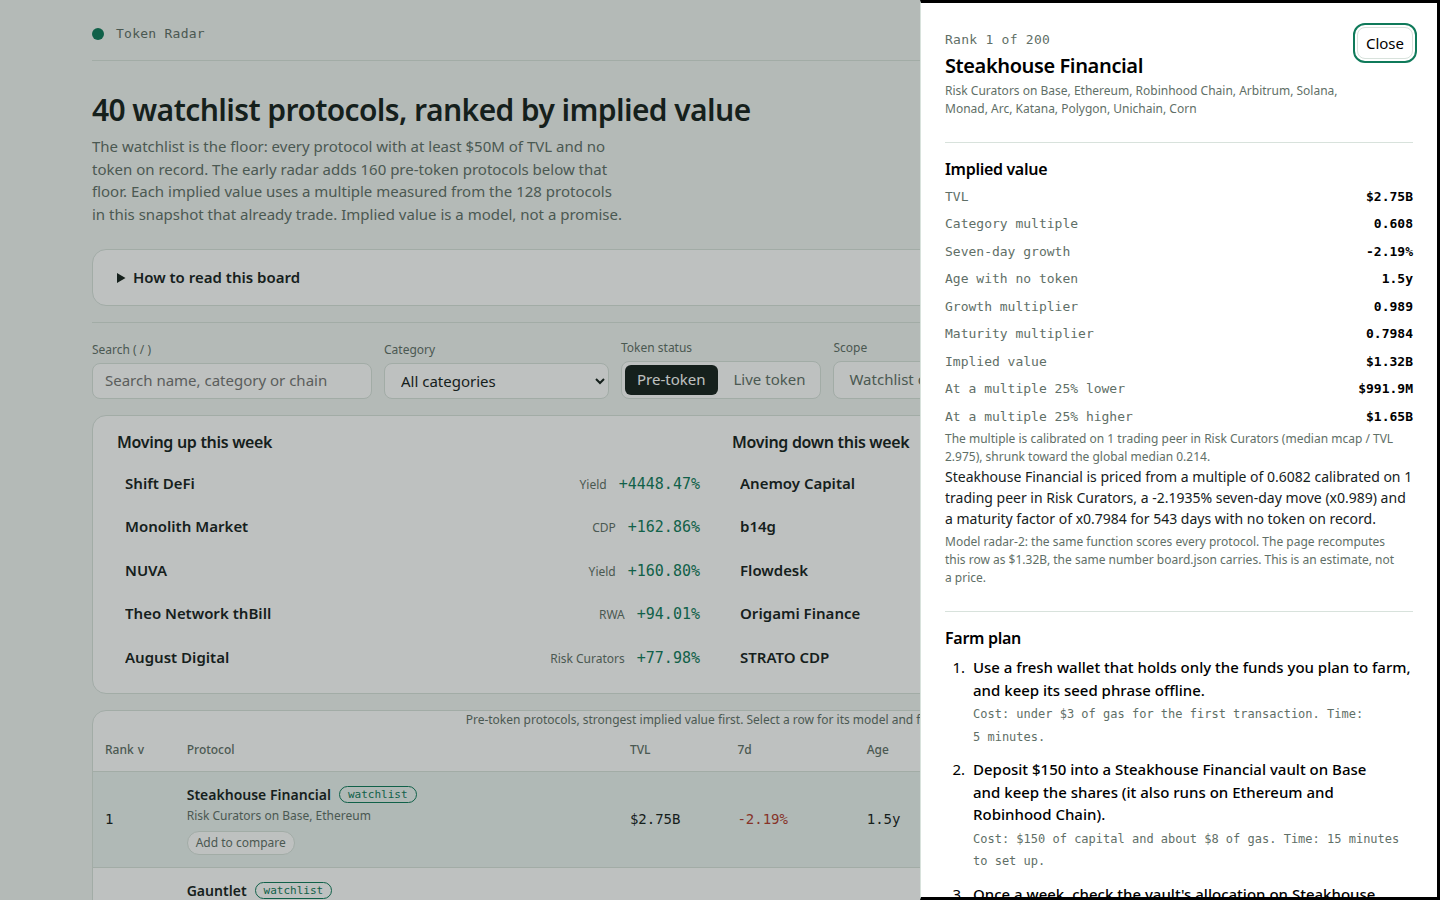 Token Radar
40 watchlist protocols, ranked by implied value
The watchlist is the floor: every protocol with at least $50M of TVL and no
token on record. The early radar adds 160 pre-token protocols below that
floor. Each implied value uses a multiple measured from the 128 protocols
in this snapshot that already trade. Implied value is a model, not a promise.
How to read this board
Search ( / )
Search name, category or chain
Category
All categories
Token status
Pre-token Live token
Scope
Watchlist
Moving up this week
Shift DeFi Yield +4448.47%
Monolith Market CDP +162.86%
NUVA Yield +160.80%
Theo Network thBill RWA +94.01%
August Digital Risk Curators +77.98%
Moving down this week
Anemoy Capital
b14g
Flowdesk
Origami Finance
STRATO CDP
Pre-token protocols, strongest implied value first. Select a row for its model and
Rank v Protocol TVL 7d Age
1 Steakhouse Financial watchlist $2.75B -2.19% 1.5y
Risk Curators on Base, Ethereum
Add to compare
Gauntlet watchlist
Rank 1 of 200
Close
Steakhouse Financial
Risk Curators on Base, Ethereum, Robinhood Chain, Arbitrum, Solana,
Monad, Arc, Katana, Polygon, Unichain, Corn
Implied value
TVL $2.75B
Category multiple 0.608
Seven-day growth -2.19%
Age with no token 1.5y
Growth multiplier 0.989
Maturity multiplier 0.7984
Implied value $1.32B
At a multiple 25% lower $991.9M
At a multiple 25% higher $1.65B
The multiple is calibrated on 1 trading peer in Risk Curators (median mcap / TVL
2.975), shrunk toward the global median 0.214.
Steakhouse Financial is priced from a multiple of 0.6082 calibrated on 1
trading peer in Risk Curators, a -2.1935% seven-day move (x0.989) and
a maturity factor of x0.7984 for 543 days with no token on record.
Model radar-2: the same function scores every protocol. The page recomputes
this row as $1.32B, the same number board.json carries. This is an estimate, not
a price.
Farm plan
1. Use a fresh wallet that holds only the funds you plan to farm,
and keep its seed phrase offline.
Cost: under $3 of gas for the first transaction. Time:
5 minutes.
2. Deposit $150 into a Steakhouse Financial vault on Base
and keep the shares (it also runs on Ethereum and
Robinhood Chain).
Cost: $150 of capital and about $8 of gas. Time: 15 minutes
to set up.
3. Once a week, check the vault's allocation on Steakhouse